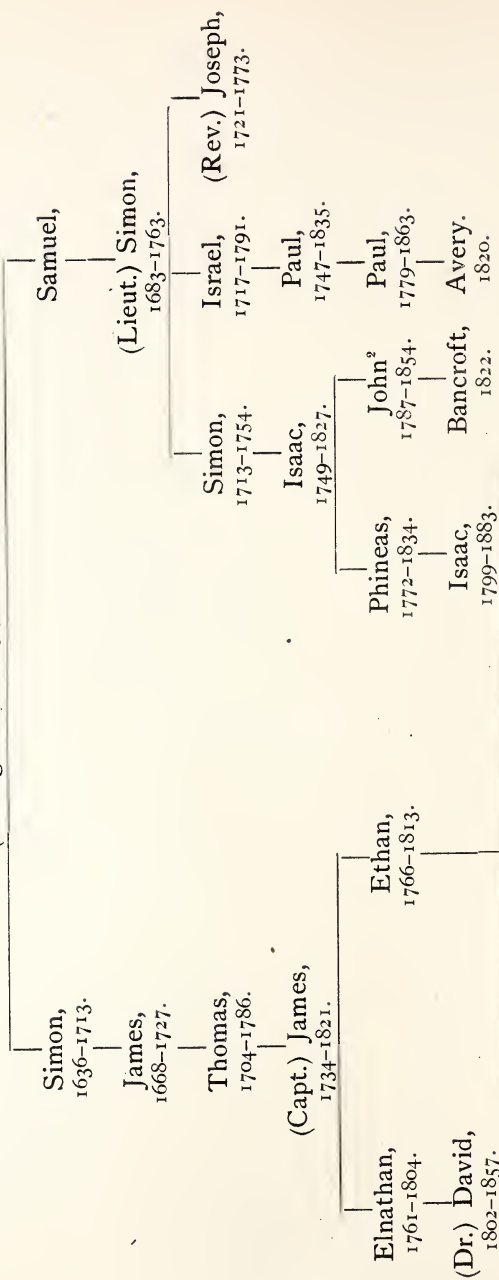 Simon,
1636–1713.
James,
1668–1727.
Thomas,
1704–1786.
(Capt.) James,
1734–1821.
Elnathan,
1761–1804.
(Dr.) David,
1802–1857.
Ethan,
1766–1813.
Samuel,
(Lieut.) Simon,
1683–1763.
Simon,
1713–1754.
Isaac,
1749–1827.
Phineas,
1772–1834.
Isaac,
1799–1883.
John²
1787–1854.
Bancroft,
1822.
Israel,
1717–1791.
Paul,
1747–1835.
Paul,
1779–1863.
Avery.
1820.
(Rev.) Joseph,
1721–1773.